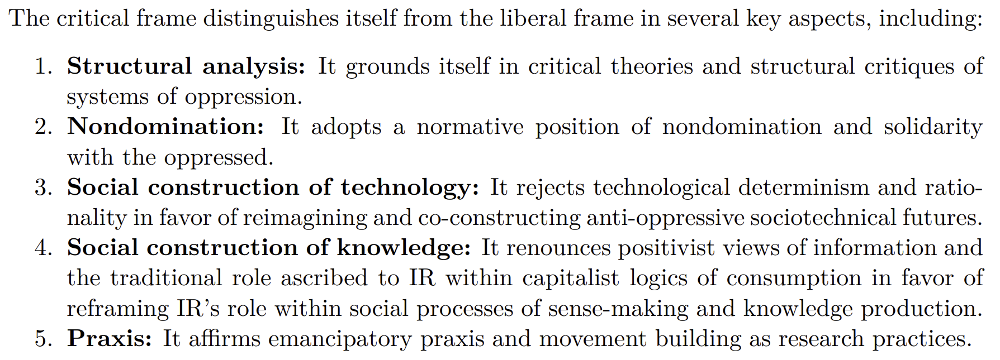 The critical frame distinguishes itself from the liberal frame in several key aspects, including:
1. Structural analysis: It grounds itself in critical theories and structural critiques of
systems of oppression.
2. Nondomination: It adopts a normative position of nondomination and solidarity
with the oppressed.
3. Social construction of technology: It rejects technological determinism and ratio-
nality in favor of reimagining and co-constructing anti-oppressive sociotechnical futures.
4. Social construction of knowledge: It renounces positivist views of information and
the traditional role ascribed to IR within capitalist logics of consumption in favor of
reframing IR's role within social processes of sense-making and knowledge production.
5. Praxis: It affirms emancipatory praxis and movement building as research practices.